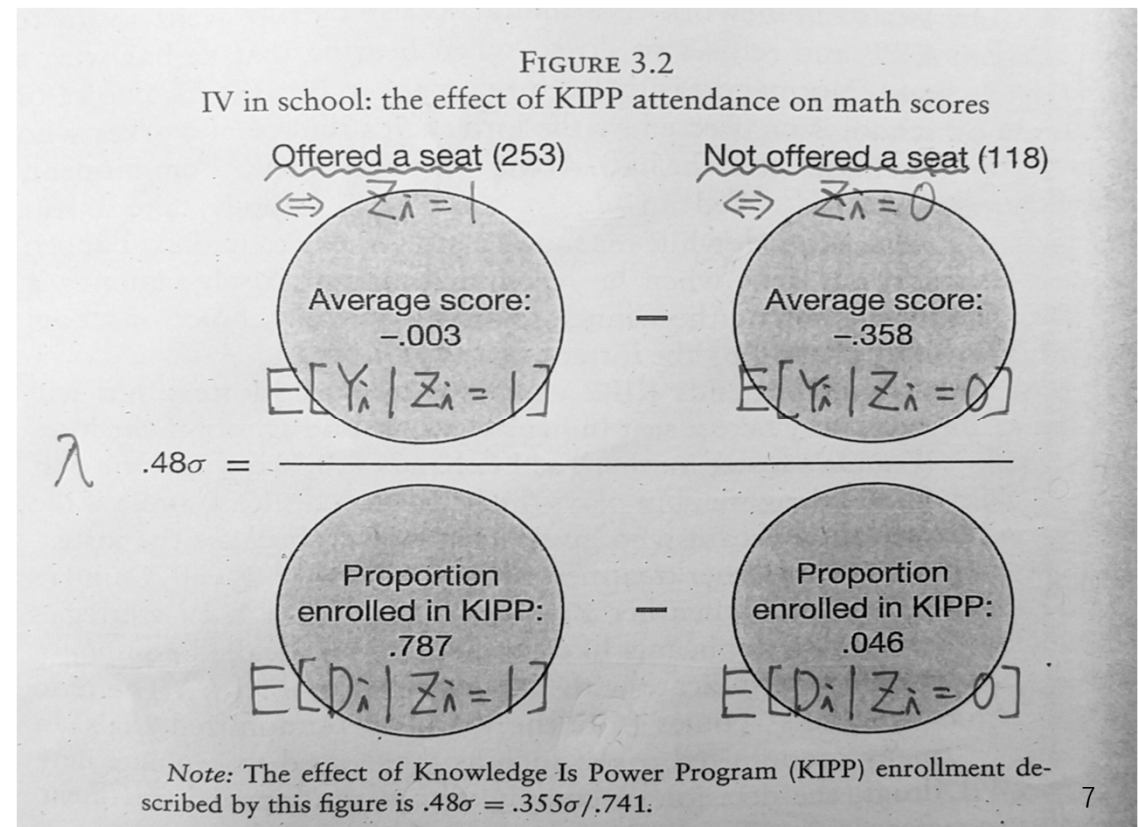 FIGURE 3.2
IV in school: the effect of KIPP attendance on math scores
Offered a seat (253)
Not offered a seat (118)
⇔ Zi = 1
⇔ Zi = 0
Average score:
-.003
E[Yi | Zi = 1]
–
Average score:
-.358
E[Yi | Zi = 0]
λ .48σ =
Proportion
enrolled in KIPP:
.787
E[Di | Zi = 1]
–
Proportion
enrolled in KIPP:
.046
E[Di | Zi = 0]
Note: The effect of Knowledge Is Power Program (KIPP) enrollment de-
scribed by this figure is .48σ = .355σ/.741.
7